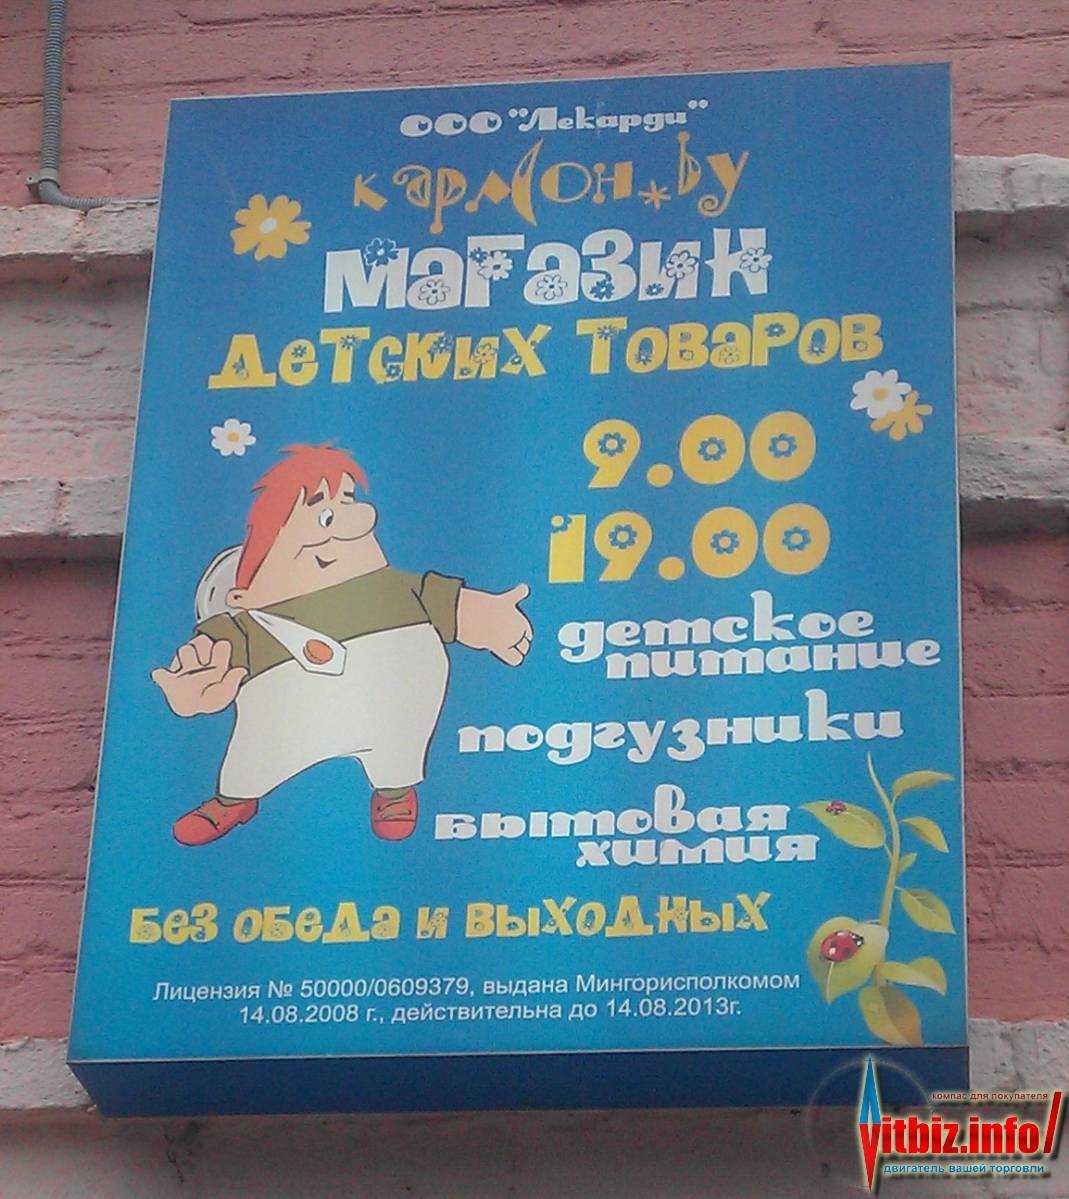 ООО "Лекарди"
кармон.by
магазин
детских товаров
9.00
19.00
детское
питание
подгузники
бытовая
химия
без обеда и выходных
Лицензия № 50000/0609379, выдана Мингорисполкомом
14.08.2008 г., действительна до 14.08.2013г.
компас для покупателя
vitbiz.info/
двигатель вашей торговли